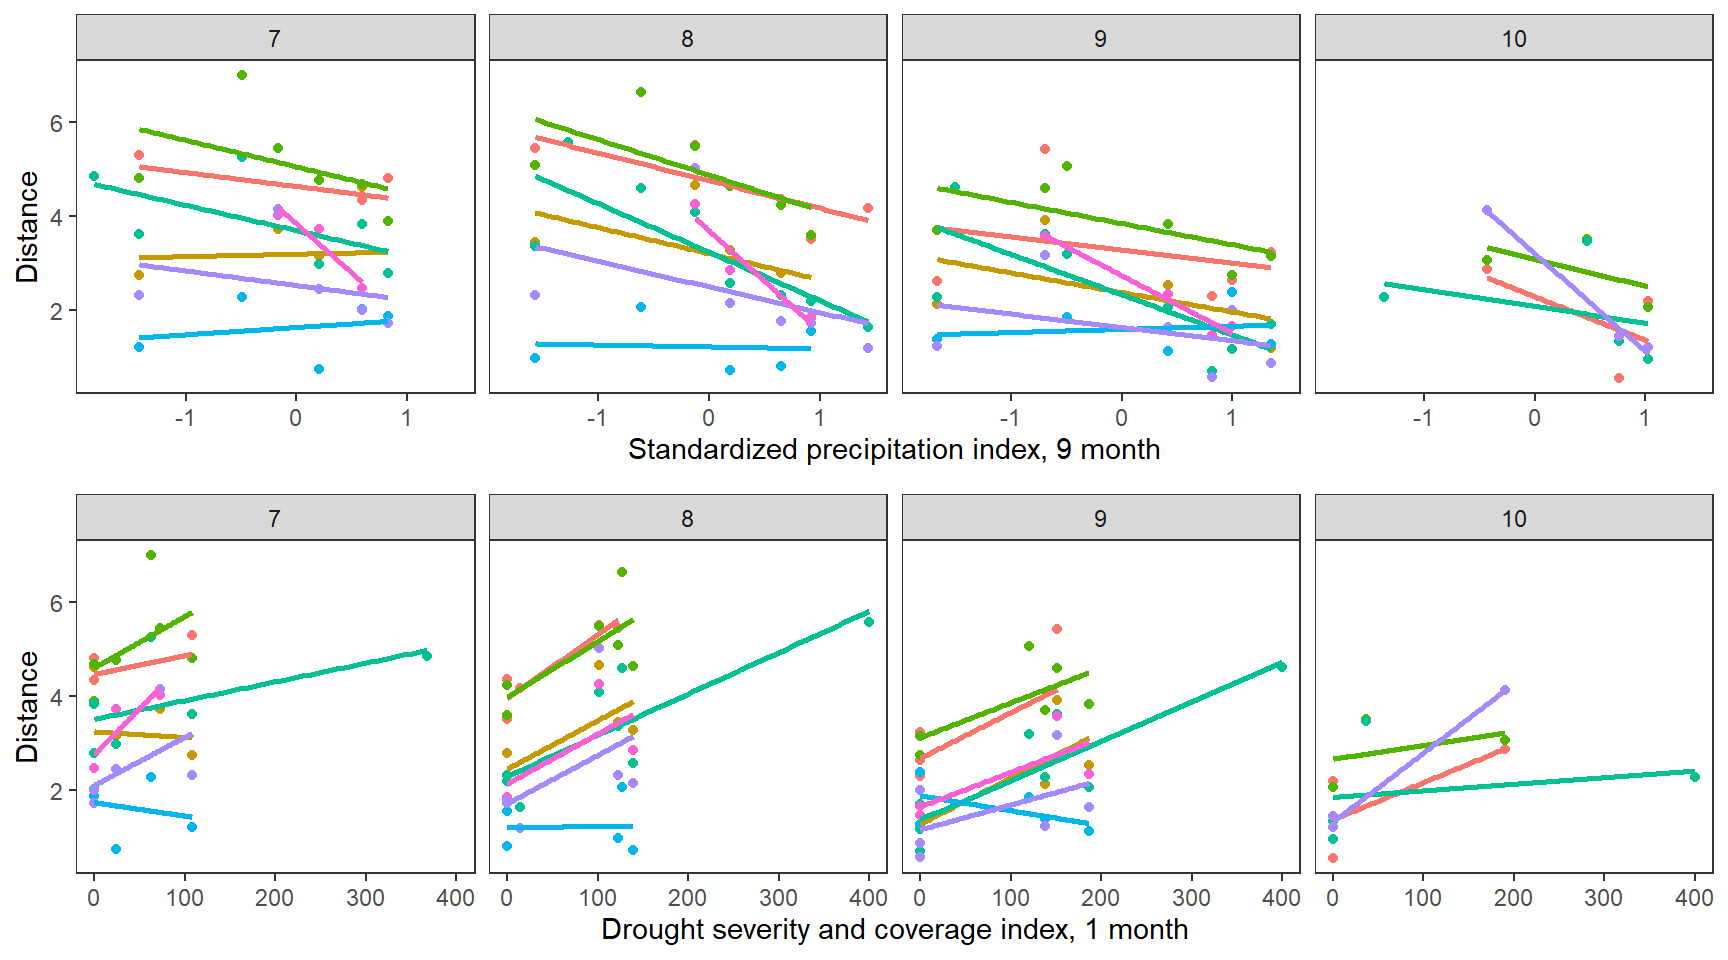 7 8 9 10
Distance
6
4
2
-1 0 1 -1 0 1 -1 0 1 -1 0 1
Standardized precipitation index, 9 month
7 8 9 10
Distance
6
4
2
0 100 200 300 400 0 100 200 300 400 0 100 200 300 400 0 100 200 300 400
Drought severity and coverage index, 1 month